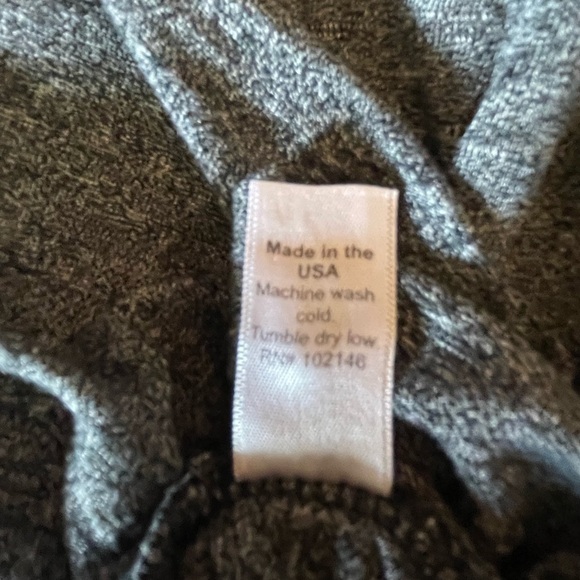 Made in the
USA
Machine wash
cold.
Tumble dry low
RN# 102146